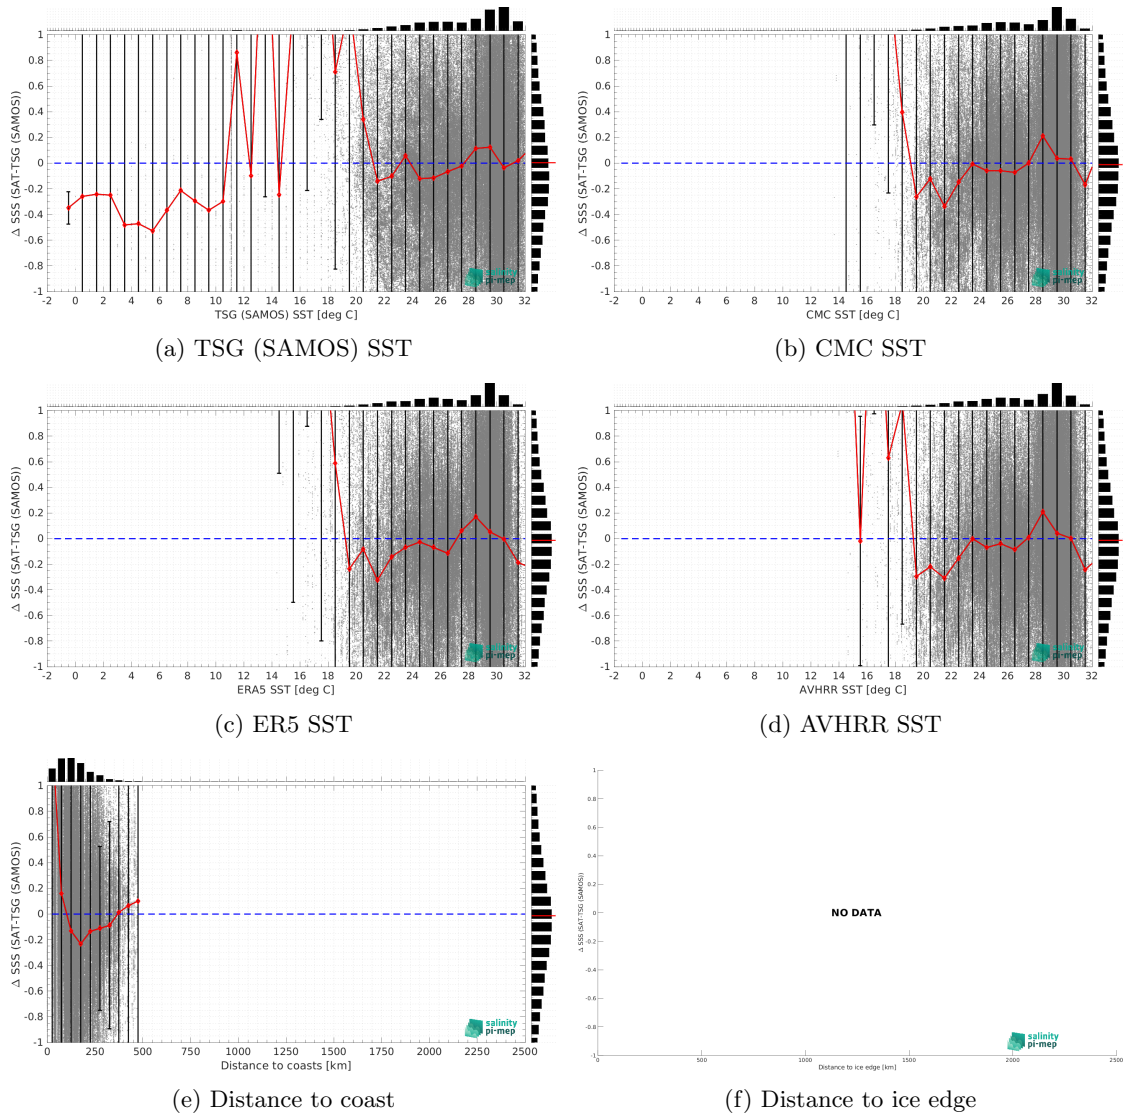 1
0.8
0.6
0.4
0.2
0
-0.2
-0.4
-0.6
-0.8
-1
Δ SSS (SAT-TSG (SAMOS))
salinity
pi-mep
-2 0 2 4 6 8 10 12 14 16 18 20 22 24 26 28 30 32
TSG (SAMOS) SST [deg C]
(a) TSG (SAMOS) SST
1
0.8
0.6
0.4
0.2
0
-0.2
-0.4
-0.6
-0.8
-1
Δ SSS (SAT-TSG (SAMOS))
salinity
pi-mep
-2 0 2 4 6 8 10 12 14 16 18 20 22 24 26 28 30 32
CMC SST [deg C]
(b) CMC SST
1
0.8
0.6
0.4
0.2
0
-0.2
-0.4
-0.6
-0.8
-1
Δ SSS (SAT-TSG (SAMOS))
salinity
pi-mep
-2 0 2 4 6 8 10 12 14 16 18 20 22 24 26 28 30 32
ERA5 SST [deg C]
(c) ER5 SST
1
0.8
0.6
0.4
0.2
0
-0.2
-0.4
-0.6
-0.8
-1
Δ SSS (SAT-TSG (SAMOS))
salinity
pi-mep
-2 0 2 4 6 8 10 12 14 16 18 20 22 24 26 28 30 32
AVHRR SST [deg C]
(d) AVHRR SST
1
0.8
0.6
0.4
0.2
0
-0.2
-0.4
-0.6
-0.8
-1
Δ SSS (SAT-TSG (SAMOS))
salinity
pi-mep
0 250 500 750 1000 1250 1500 1750 2000 2250 2500
Distance to coasts [km]
(e) Distance to coast
1
0.8
0.6
0.4
0.2
0
-0.2
-0.4
-0.6
-0.8
-1
Δ SSS (SAT-TSG (SAMOS))
NO DATA
salinity
pi-mep
0 500 1000 1500 2000 2500
Distance to ice edge [km]
(f) Distance to ice edge